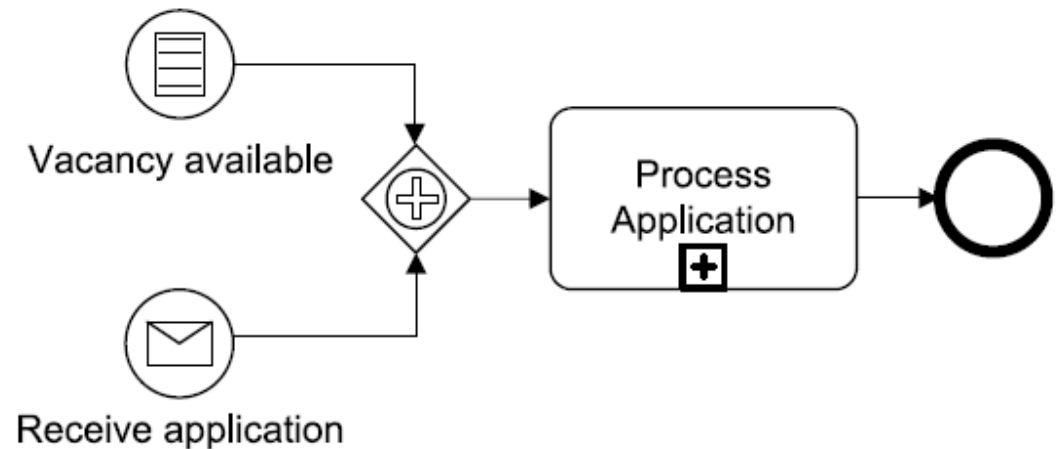 Vacancy available
Process
Application
Receive application